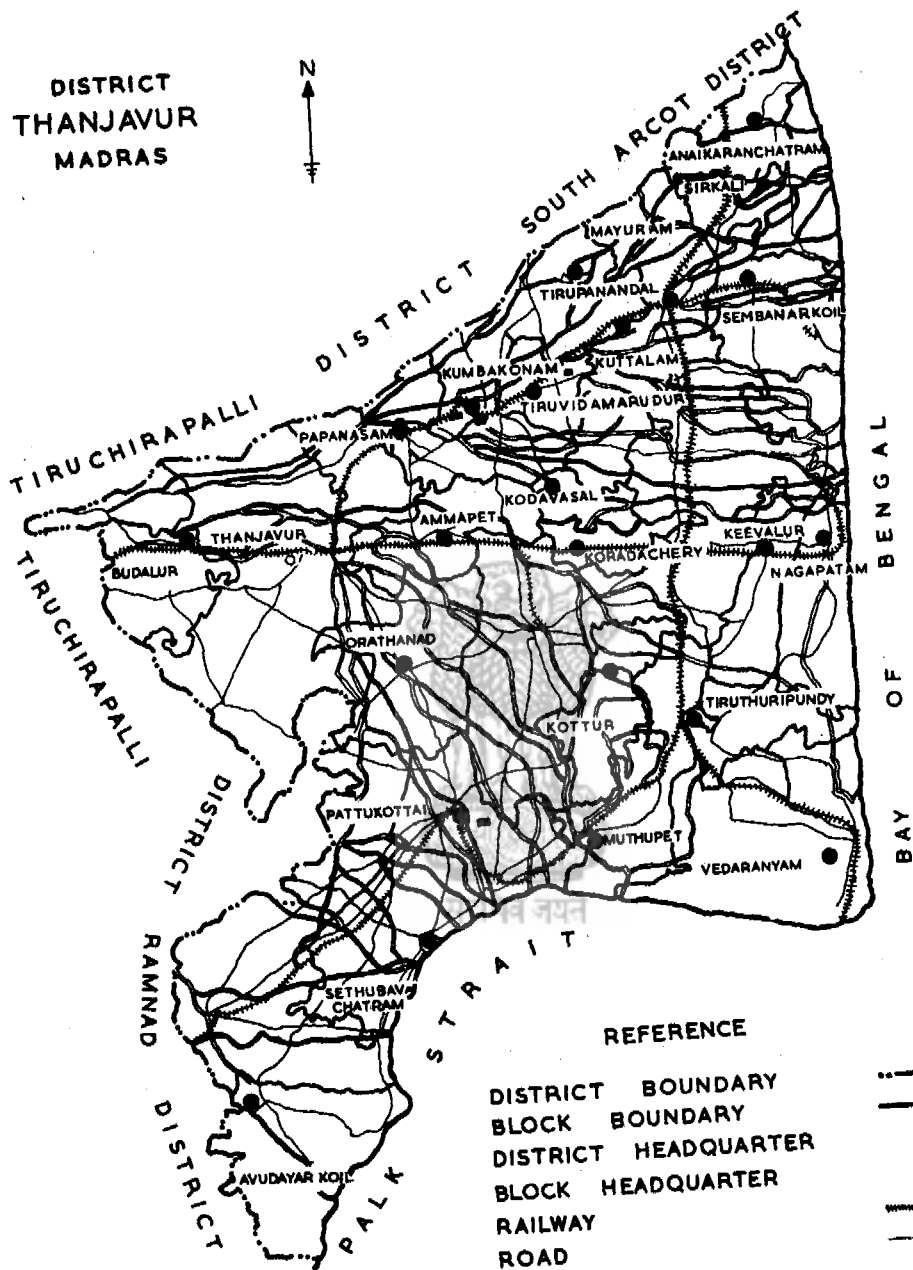 DISTRICT
THANJAVUR
MADRAS
N
SOUTH ARCOT DISTRICT
TIRUCHIRAPALLI DISTRICT
ANAIKARANCHATRAM
SIRKALI
MAYURAM
TIRUPANANDAL
SEMBANARKOIL
KUTTALAM
KUMBAKONAM
TIRUVIDAMARUDUR
PAPANASAM
KODAVASAL
AMMAPET
THANJAVUR
KORADACHERY
KEEVALUR
NAGAPATAM
BUDALUR
TIRUCHIRAPALLI DISTRICT
ORATHANAD
TIRUTHURIPUNDY
KOTTUR
PATTUKOTTAI
MUTHUPET
VEDARANYAM
BAY OF BENGAL
SETHUBAV
CHATRAM
RAMNAD DISTRICT
AVUDAYAR KOIL
PALK STRAIT
REFERENCE
DISTRICT BOUNDARY
BLOCK BOUNDARY
DISTRICT HEADQUARTER
BLOCK HEADQUARTER
RAILWAY
ROAD